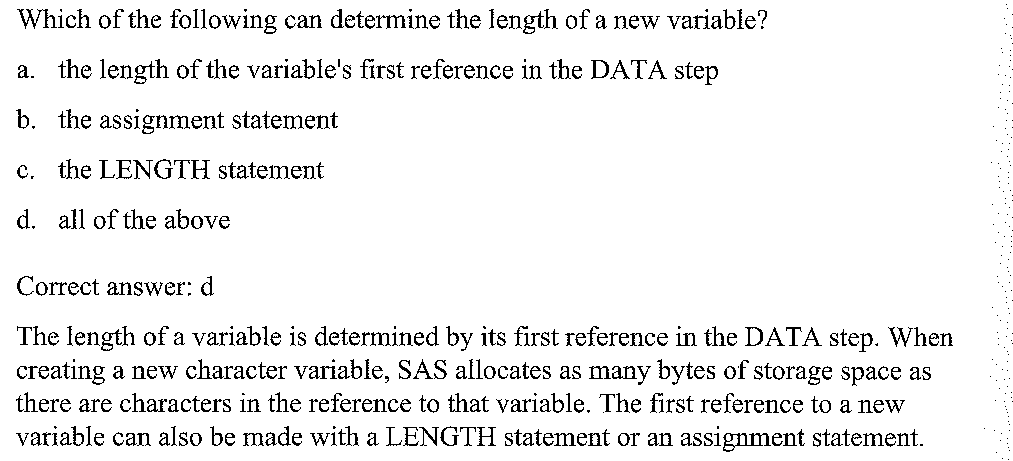 Which of the following can determine the length of a new variable?
a. the length of the variable's first reference in the DATA step
b. the assignment statement
c. the LENGTH statement
d. all of the above
Correct answer: d
The length of a variable is determined by its first reference in the DATA step. When
creating a new character variable, SAS allocates as many bytes of storage space as
there are characters in the reference to that variable. The first reference to a new
variable can also be made with a LENGTH statement or an assignment statement.